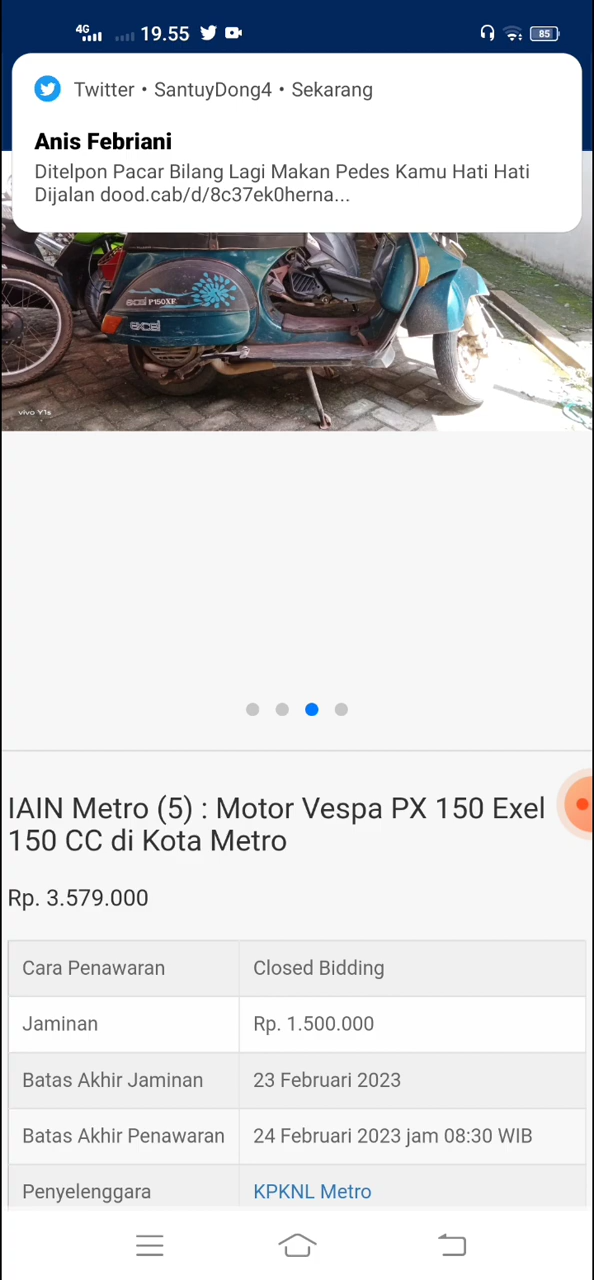 4G 19.55 85
Twitter • SantuyDong4 • Sekarang
Anis Febriani
Ditelpon Pacar Bilang Lagi Makan Pedes Kamu Hati Hati
Dijalan dood.cab/d/8c37ek0herna...
excel P150XE
excel
vivo Y1s
IAIN Metro (5) : Motor Vespa PX 150 Exel
150 CC di Kota Metro
Rp. 3.579.000
Cara Penawaran Closed Bidding
Jaminan Rp. 1.500.000
Batas Akhir Jaminan 23 Februari 2023
Batas Akhir Penawaran 24 Februari 2023 jam 08:30 WIB
Penyelenggara KPKNL Metro